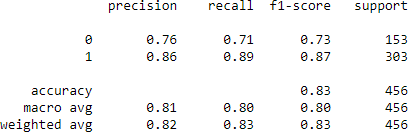 precision recall f1-score support
0 0.76 0.71 0.73 153
1 0.86 0.89 0.87 303
accuracy 0.83 456
macro avg 0.81 0.80 0.80 456
weighted avg 0.82 0.83 0.83 456